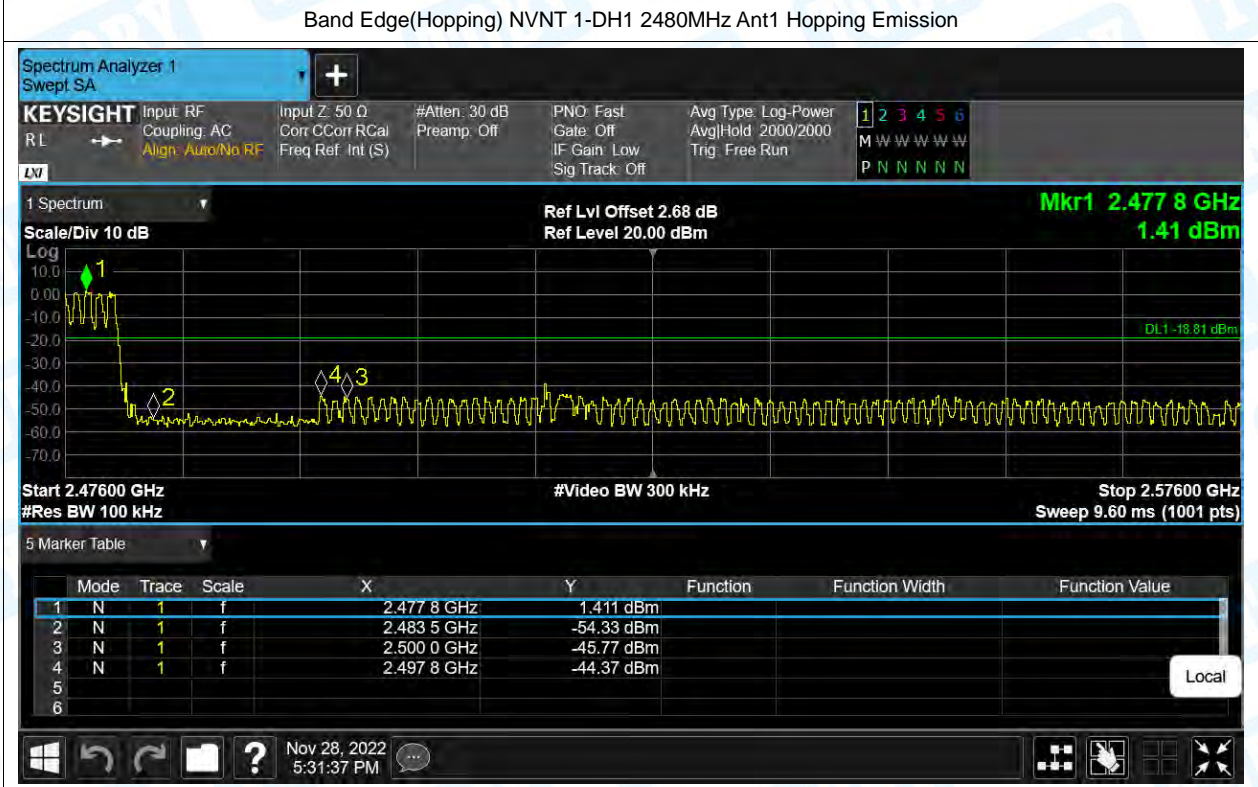 Band Edge(Hopping) NVNT 1-DH1 2480MHz Ant1 Hopping Emission
Spectrum Analyzer 1
Swept SA
+
KEYSIGHT
R L
LXI
Input: RF
Coupling: AC
Align: Auto/No RF
Input Z: 50 Ω
Corr CCorr RCal
Freq Ref: Int (S)
#Atten: 30 dB
Preamp: Off
PNO: Fast
Gate: Off
IF Gain: Low
Sig Track: Off
Avg Type: Log-Power
Avg|Hold: 2000/2000
Trig: Free Run
1 2 3 4 5 6
M W W W W W
P N N N N N
1 Spectrum
Scale/Div 10 dB
Ref Lvl Offset 2.68 dB
Ref Level 20.00 dBm
Mkr1 2.477 8 GHz
1.41 dBm
Log
10.0
0.00
-10.0
-20.0
-30.0
-40.0
-50.0
-60.0
-70.0
1
2
4
3
DL1 -18.81 dBm
Start 2.47600 GHz
#Res BW 100 kHz
#Video BW 300 kHz
Stop 2.57600 GHz
Sweep 9.60 ms (1001 pts)
5 Marker Table
Mode Trace Scale X Y Function Function Width Function Value
1 N 1 f 2.477 8 GHz 1.411 dBm
2 N 1 f 2.483 5 GHz -54.33 dBm
3 N 1 f 2.500 0 GHz -45.77 dBm
4 N 1 f 2.497 8 GHz -44.37 dBm
5
6
Local
?
Nov 28, 2022
5:31:37 PM